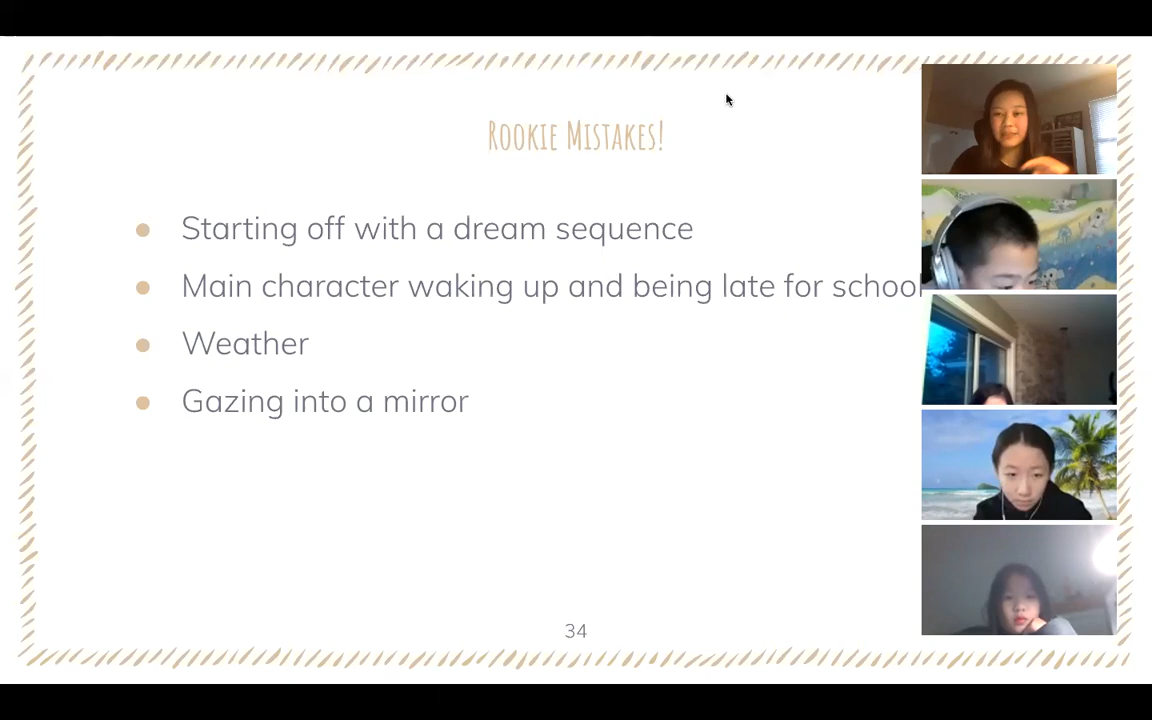 Rookie Mistakes!
Starting off with a dream sequence
Main character waking up and being late for school
Weather
Gazing into a mirror
34